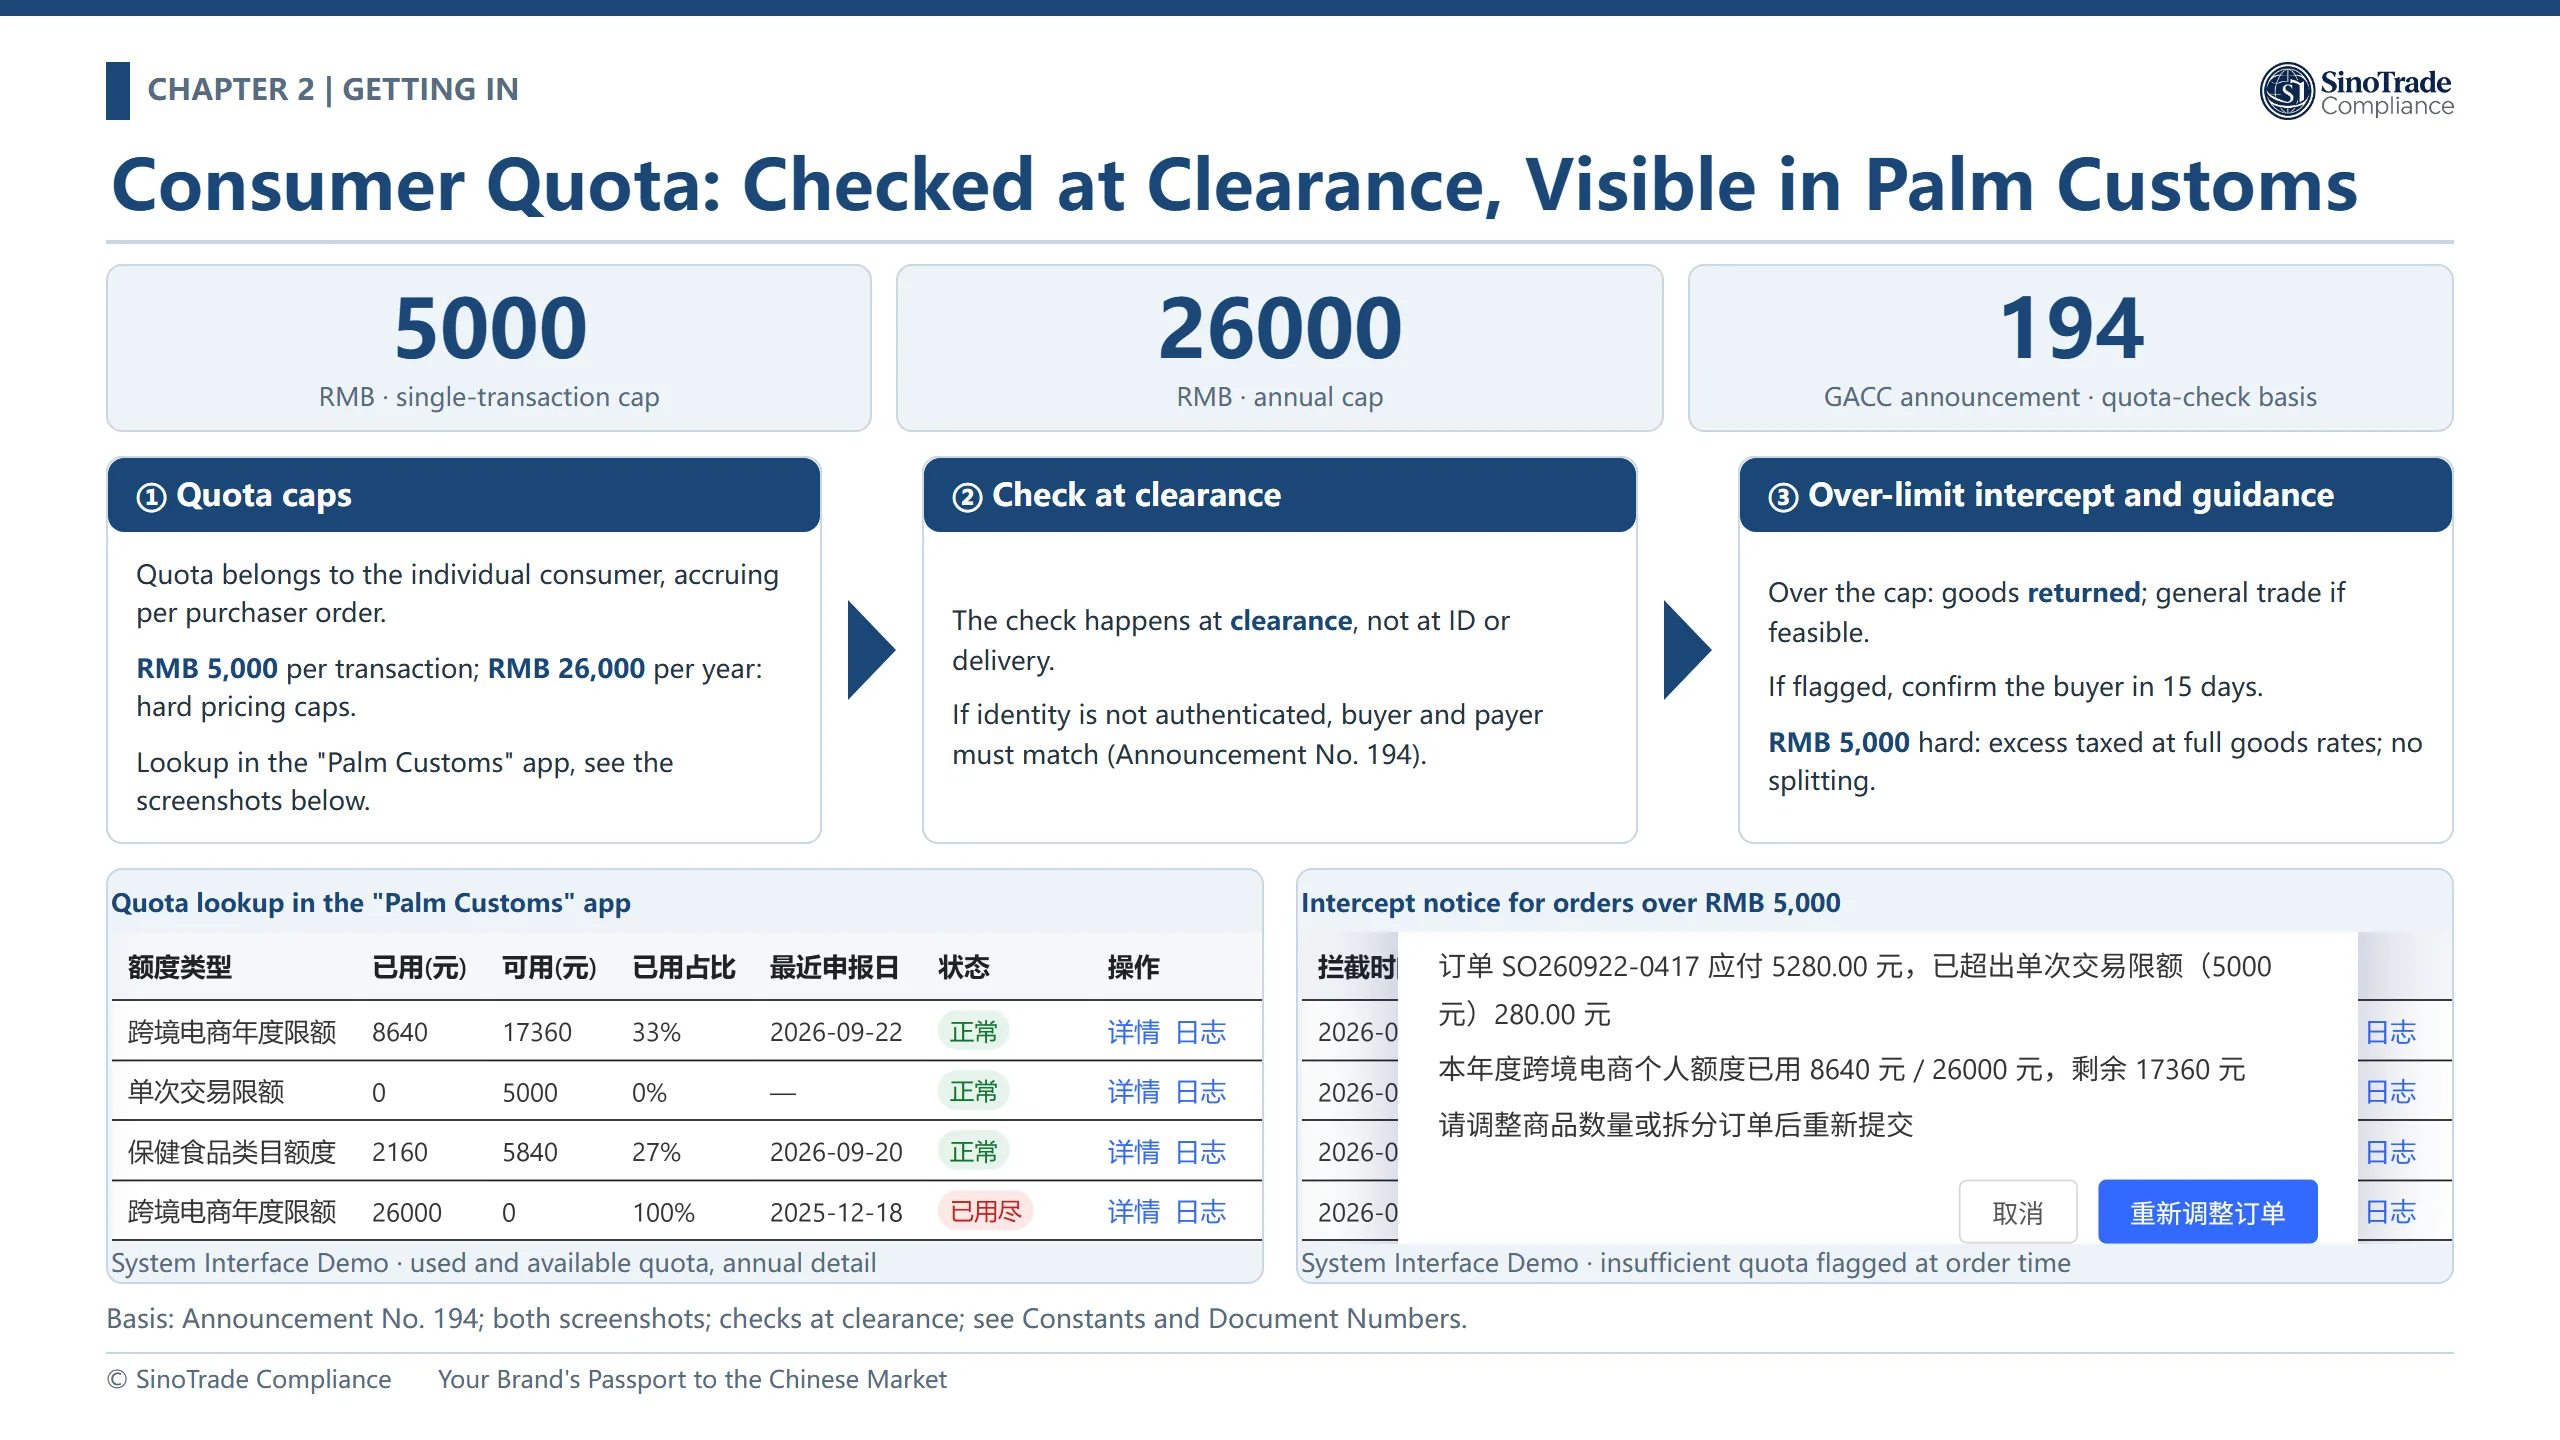 CHAPTER 2 | GETTING IN
SinoTrade
Compliance
Consumer Quota: Checked at Clearance, Visible in Palm Customs
5000
RMB · single-transaction cap
26000
RMB · annual cap
194
GACC announcement · quota-check basis
① Quota caps
Quota belongs to the individual consumer, accruing
per purchaser order.
RMB 5,000 per transaction; RMB 26,000 per year:
hard pricing caps.
Lookup in the "Palm Customs" app, see the
screenshots below.
② Check at clearance
The check happens at clearance, not at ID or
delivery.
If identity is not authenticated, buyer and payer
must match (Announcement No. 194).
③ Over-limit intercept and guidance
Over the cap: goods returned; general trade if
feasible.
If flagged, confirm the buyer in 15 days.
RMB 5,000 hard: excess taxed at full goods rates; no
splitting.
Quota lookup in the "Palm Customs" app
额度类型 已用(元) 可用(元) 已用占比 最近申报日 状态 操作
跨境电商年度限额 8640 17360 33% 2026-09-22 正常 详情 日志
单次交易限额 0 5000 0% — 正常 详情 日志
保健食品类目额度 2160 5840 27% 2026-09-20 正常 详情 日志
跨境电商年度限额 26000 0 100% 2025-12-18 已用尽 详情 日志
System Interface Demo · used and available quota, annual detail
Intercept notice for orders over RMB 5,000
拦截时
2026-0 日志
2026-0 日志
2026-0 日志
2026-0 日志
订单 SO260922-0417 应付 5280.00 元，已超出单次交易限额（5000
元）280.00 元
本年度跨境电商个人额度已用 8640 元 / 26000 元，剩余 17360 元
请调整商品数量或拆分订单后重新提交
取消 重新调整订单
System Interface Demo · insufficient quota flagged at order time
Basis: Announcement No. 194; both screenshots; checks at clearance; see Constants and Document Numbers.
© SinoTrade Compliance Your Brand's Passport to the Chinese Market